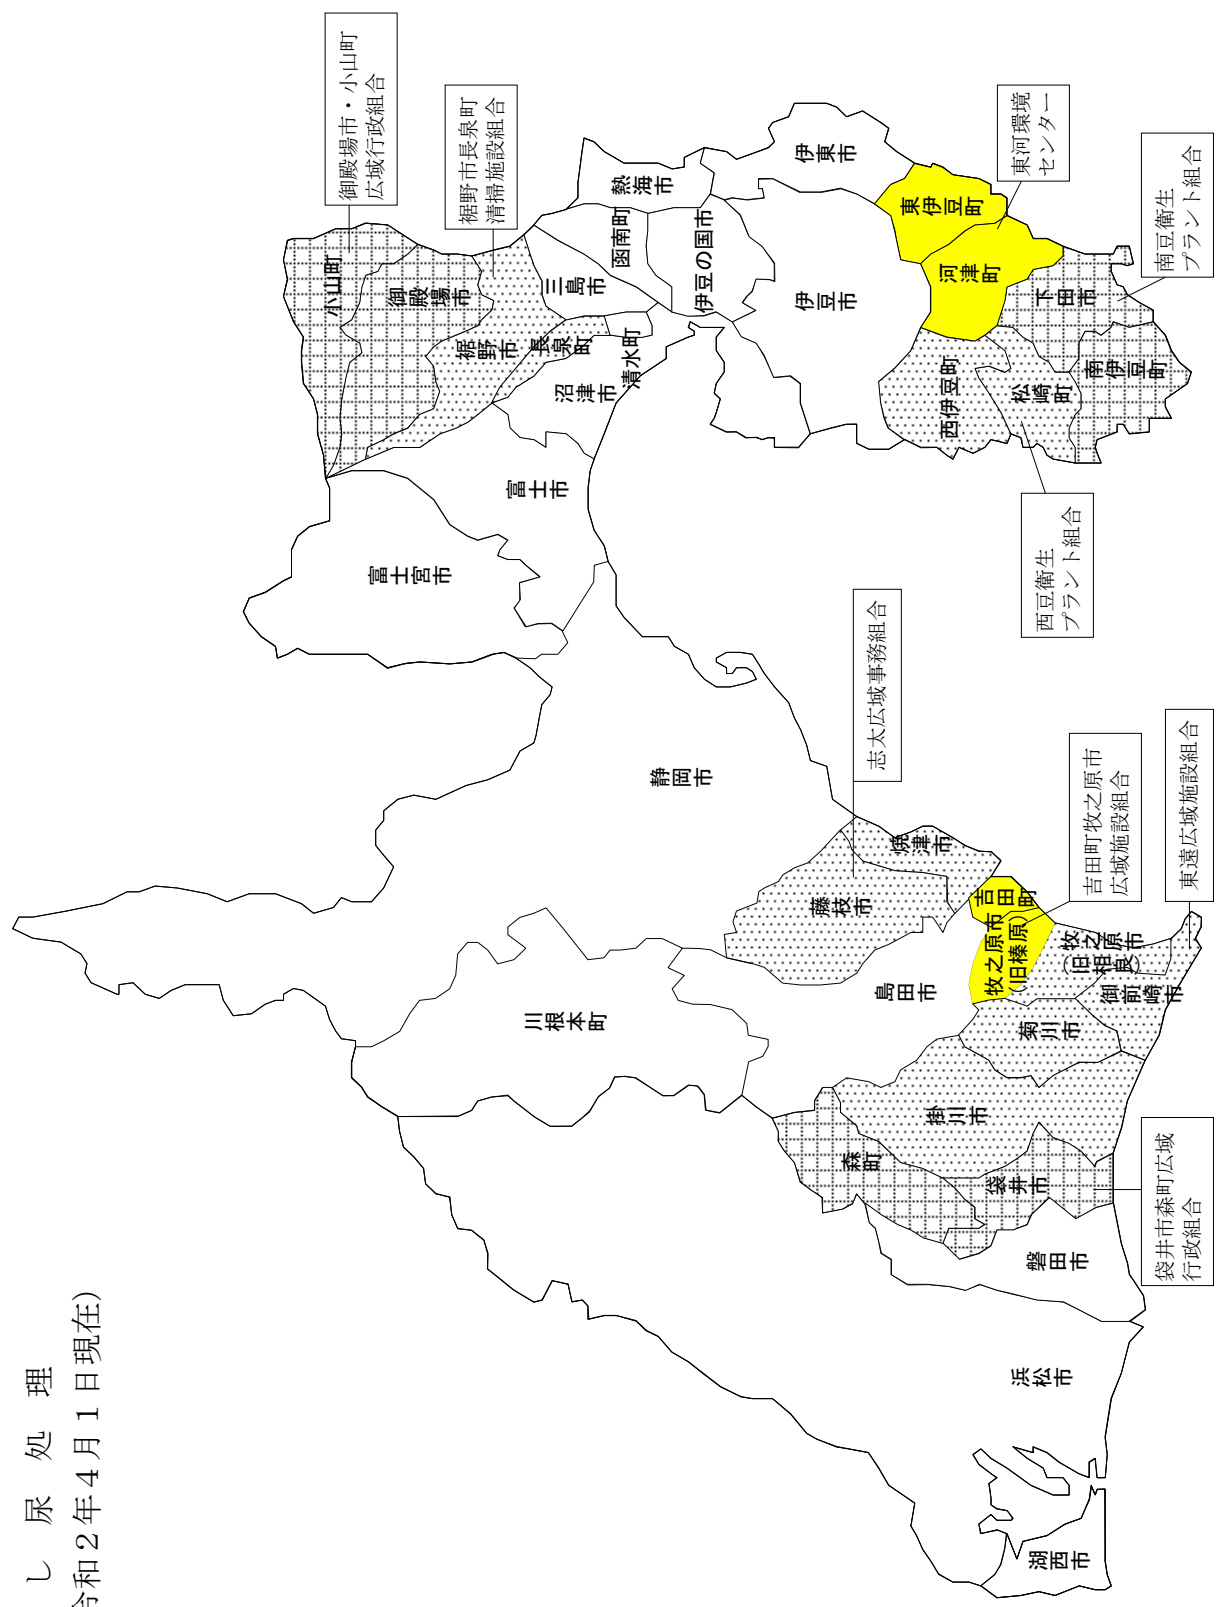 し尿処理
令和２年４月１日現在）
御殿場市・小山町
広域行政組合
裾野市長泉町
清掃施設組合
東河環境
センター
南豆衛生
プラント組合
西豆衛生
プラント組合
志太広域事務組合
吉田町牧之原市
広域施設組合
東遠広域施設組合
袋井市森町広域
行政組合
小山町
御殿場市
裾野市
長泉町
三島市
函南町
熱海市
清水町
沼津市
伊豆の国市
伊東市
伊豆市
東伊豆町
河津町
下田市
南伊豆町
松崎町
西伊豆町
富士市
富士宮市
静岡市
焼津市
藤枝市
島田市
川根本町
吉田町
牧之原市
（旧榛原）
牧之原市
（旧相良）
御前崎市
菊川市
掛川市
森町
袋井市
磐田市
浜松市
湖西市